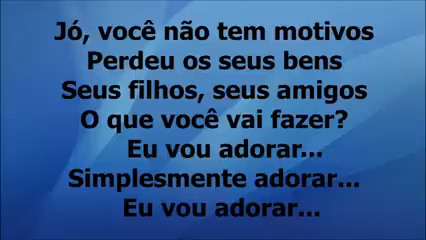 Jó, você não tem motivos
Perdeu os seus bens
Seus filhos, seus amigos
O que você vai fazer?
Eu vou adorar...
Simplesmente adorar...
Eu vou adorar...